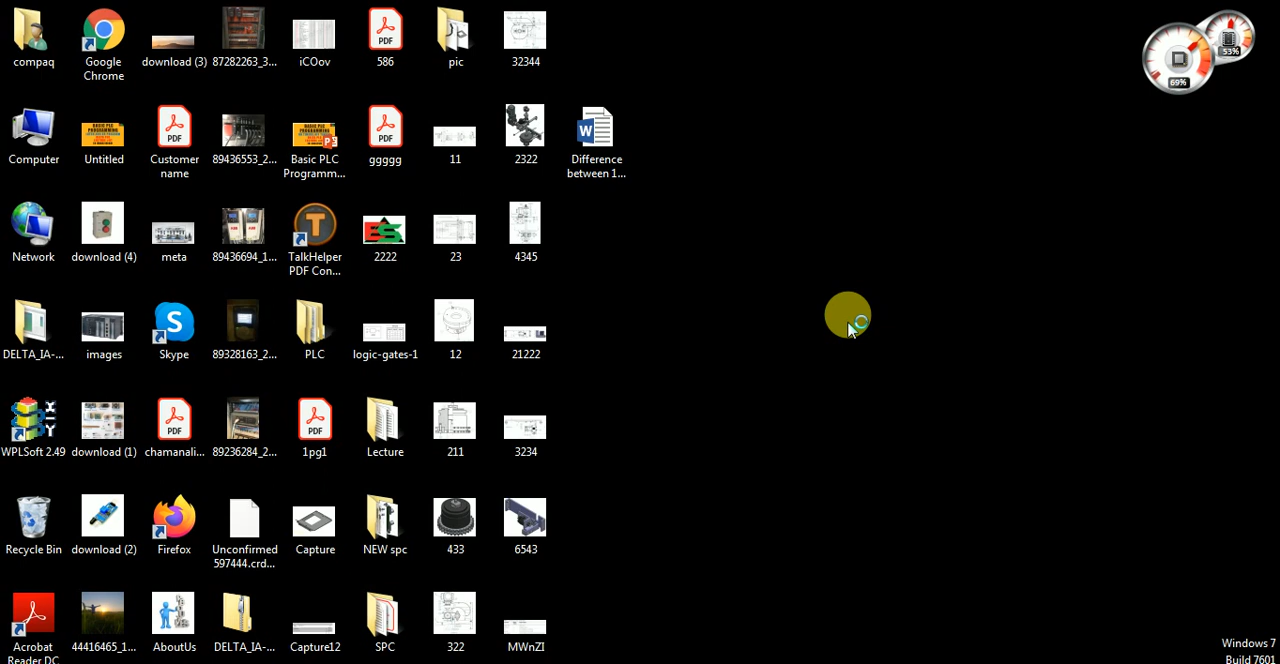 compaq
Google
Chrome
download (3)
87282263_3...
iCOov
586
pic
32344
53%
69%
Computer
Untitled
Customer
name
89436553_2...
Basic PLC
Programm...
ggggg
11
2322
Difference
between 1...
Network
download (4)
meta
89436694_1...
TalkHelper
PDF Con...
2222
23
4345
DELTA_IA-...
images
Skype
89328163_2...
PLC
logic-gates-1
12
21222
WPLSoft 2.49
download (1)
chamanali...
89236284_2...
1pg1
Lecture
211
3234
Recycle Bin
download (2)
Firefox
Unconfirmed
597444.crd...
Capture
NEW spc
433
6543
Acrobat
Reader DC
44416465_1...
AboutUs
DELTA_IA-...
Capture12
SPC
322
MWnZI
Windows 7
Build 7601